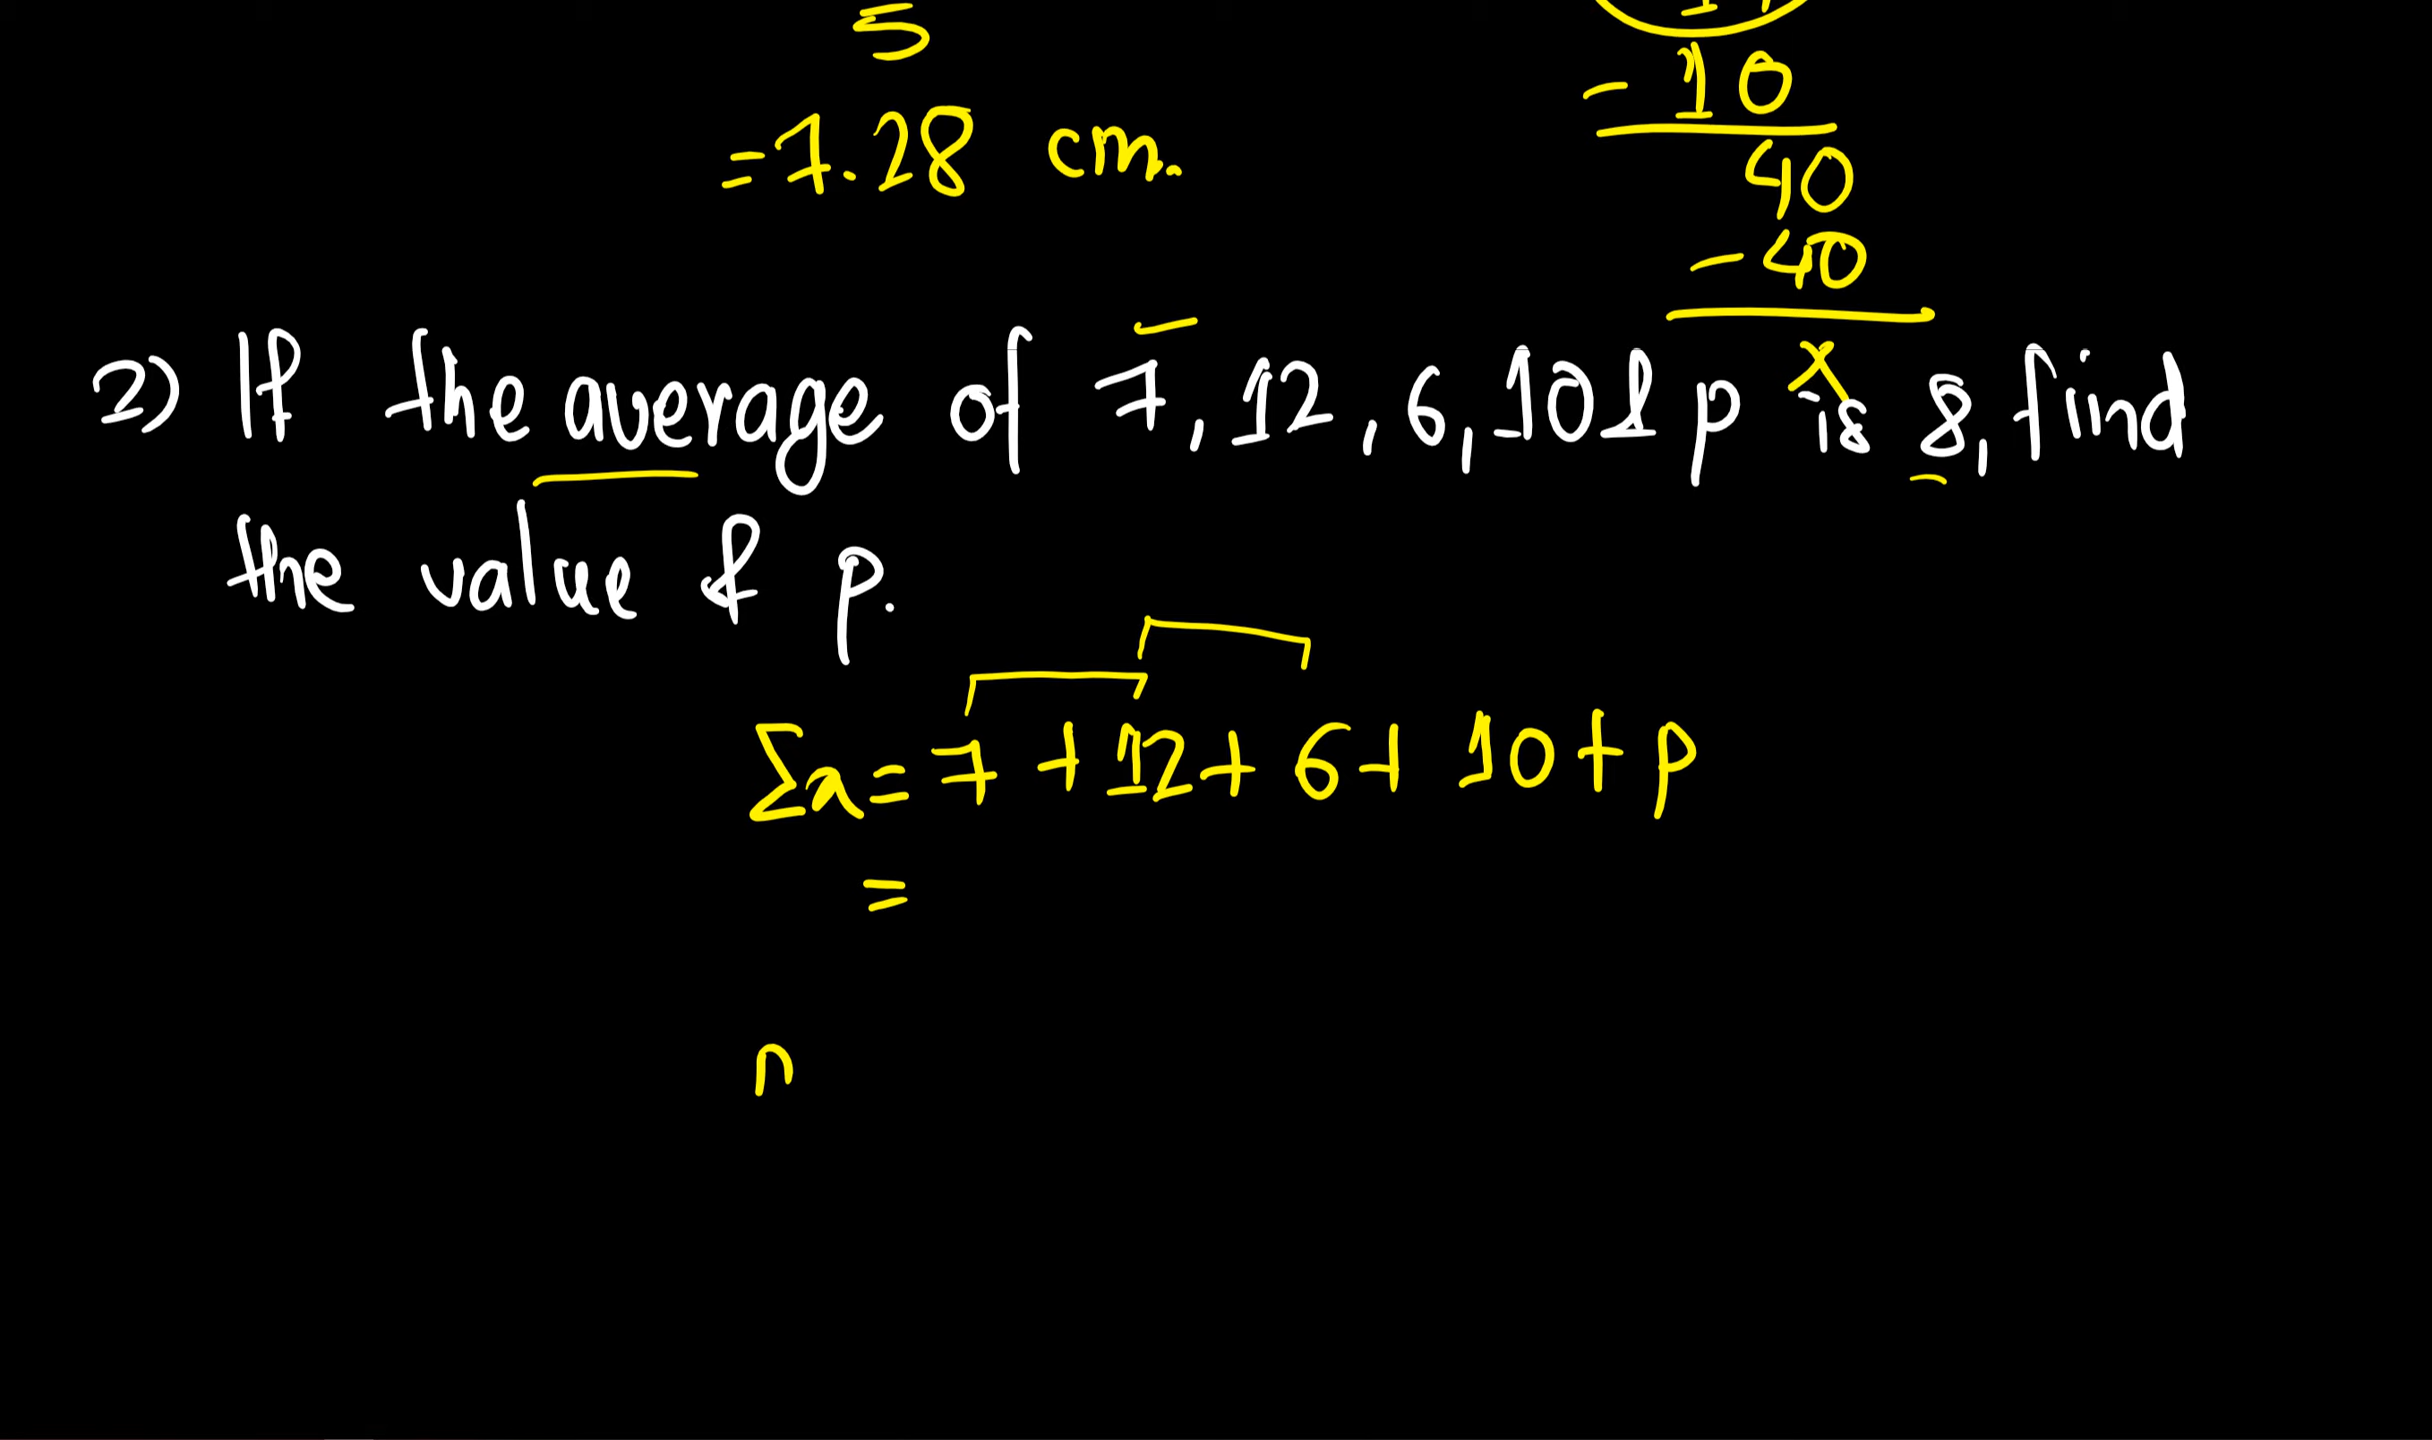 5
- 10
= 7.28 cm.
40
- 40
x
2) If the average of 7, 12, 6, 10 & p is 8, find
the value of p.
Σa = 7 + 12 + 6 + 10 + p
=
n